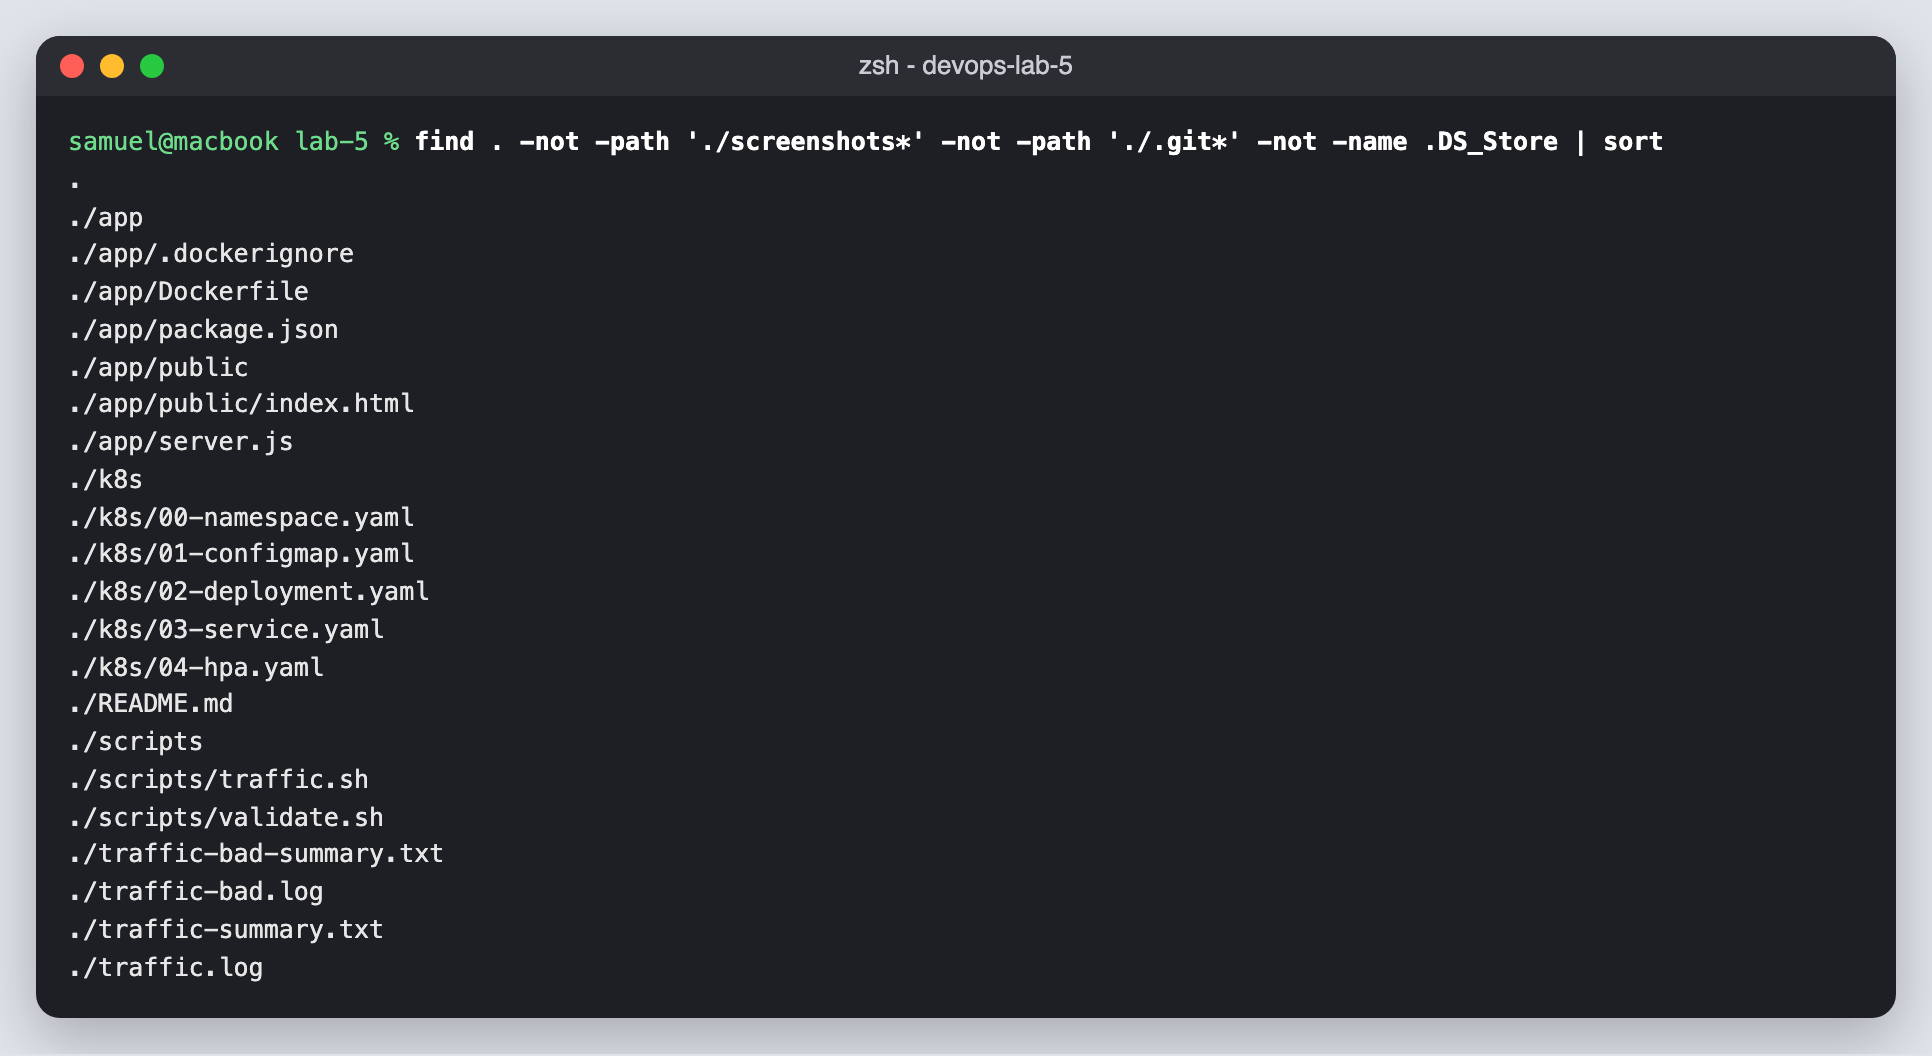 zsh - devops-lab-5
samuel@macbook lab-5 % find . -not -path './screenshots*' -not -path './.git*' -not -name .DS_Store | sort
.
./app
./app/.dockerignore
./app/Dockerfile
./app/package.json
./app/public
./app/public/index.html
./app/server.js
./k8s
./k8s/00-namespace.yaml
./k8s/01-configmap.yaml
./k8s/02-deployment.yaml
./k8s/03-service.yaml
./k8s/04-hpa.yaml
./README.md
./scripts
./scripts/traffic.sh
./scripts/validate.sh
./traffic-bad-summary.txt
./traffic-bad.log
./traffic-summary.txt
./traffic.log